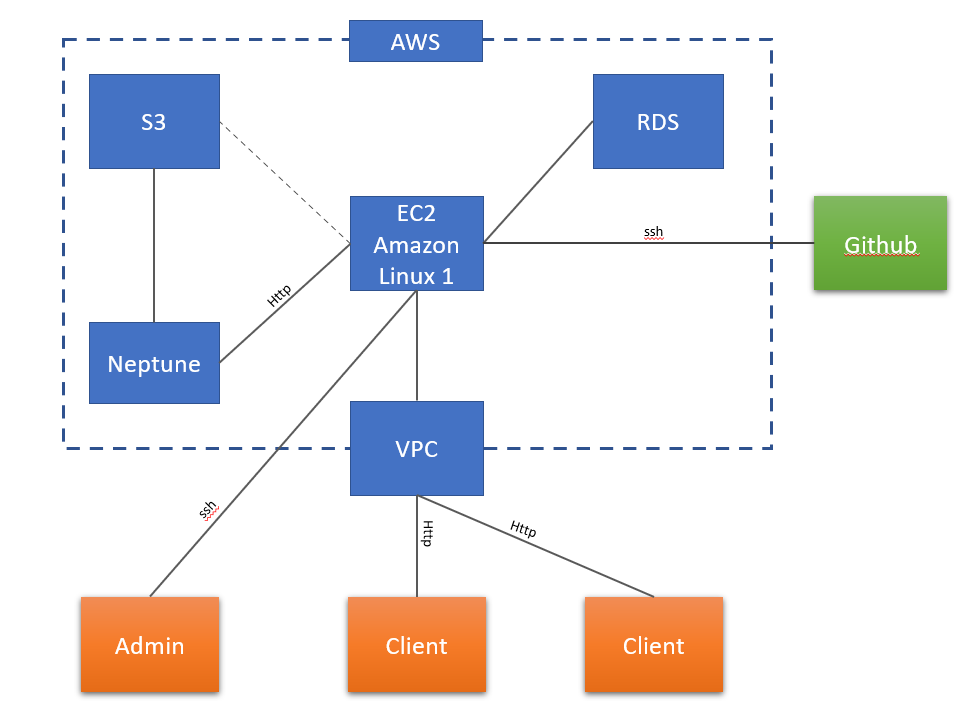 AWS
S3
RDS
EC2
Amazon
Linux 1
ssh
Github
Http
Neptune
VPC
ssh
Http
Http
Admin
Client
Client